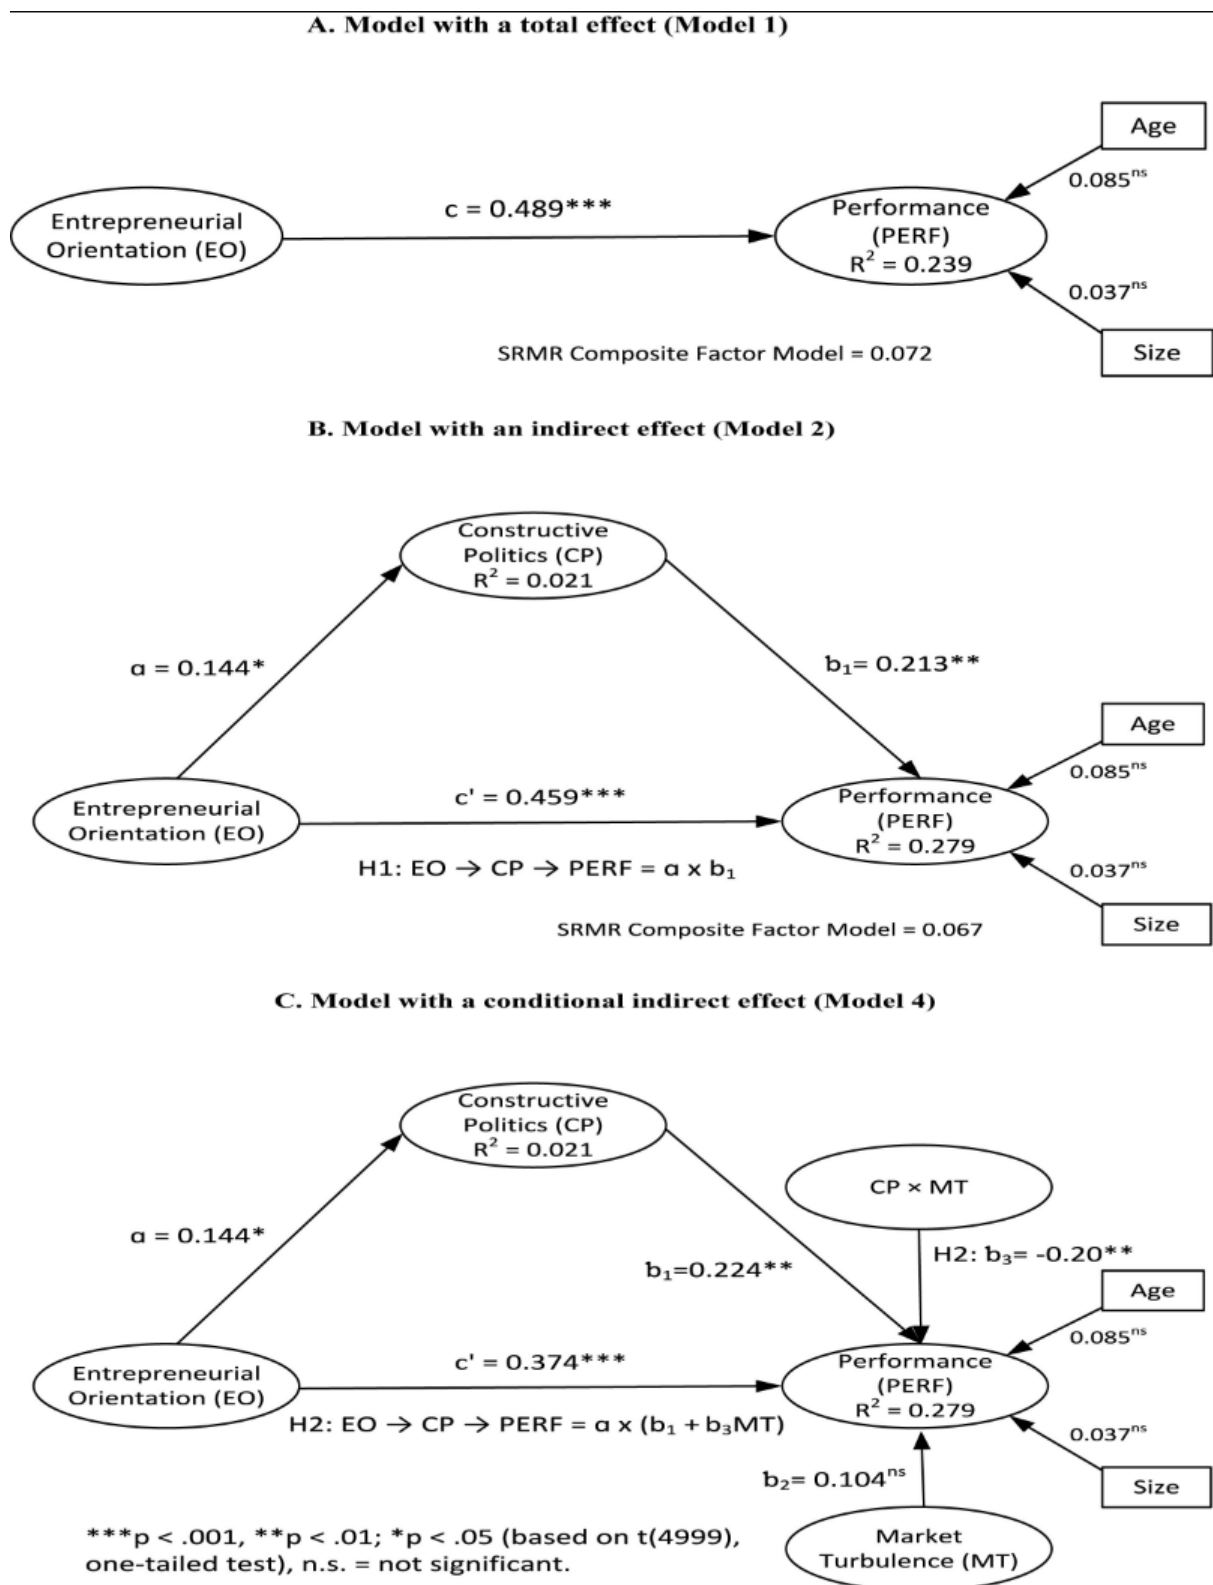 A. Model with a total effect (Model 1)
Age
0.085ns
c = 0.489***
Entrepreneurial
Orientation (EO)
Performance
(PERF)
R² = 0.239
0.037ns
SRMR Composite Factor Model = 0.072
Size
B. Model with an indirect effect (Model 2)
Constructive
Politics (CP)
R² = 0.021
ɑ = 0.144*
b₁= 0.213**
Age
0.085ns
c' = 0.459***
Entrepreneurial
Orientation (EO)
Performance
(PERF)
R² = 0.279
H1: EO → CP → PERF = ɑ x b₁
0.037ns
Size
SRMR Composite Factor Model = 0.067
C. Model with a conditional indirect effect (Model 4)
Constructive
Politics (CP)
R² = 0.021
CP × MT
ɑ = 0.144*
H2: b₃= -0.20**
b₁=0.224**
Age
0.085ns
c' = 0.374***
Entrepreneurial
Orientation (EO)
Performance
(PERF)
R² = 0.279
H2: EO → CP → PERF = ɑ x (b₁ + b₃MT)
0.037ns
b₂= 0.104ns
Size
***p < .001, **p < .01; *p < .05 (based on t(4999),
one-tailed test), n.s. = not significant.
Market
Turbulence (MT)